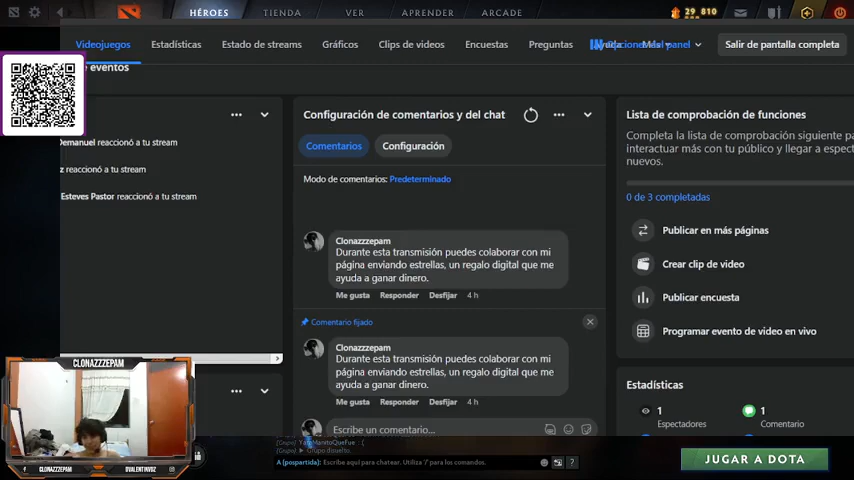 HÉROES
TIENDA
VER
APRENDER
ARCADE
29 810
Videojuegos
Estadísticas
Estado de streams
Gráficos
Clips de videos
Encuestas
Preguntas
Salir de pantalla completa
e eventos
Configuración de comentarios y del chat
Lista de comprobación de funciones
Completa la lista de comprobación siguiente pa
interactuar más con tu público y llegar a espect
nuevos.
Demanuel reaccionó a tu stream
z reaccionó a tu stream
Esteves Pastor reaccionó a tu stream
Comentarios
Configuración
Modo de comentarios: Predeterminado
0 de 3 completadas
Publicar en más páginas
Crear clip de video
Publicar encuesta
Programar evento de video en vivo
Clonazzzepam
Durante esta transmisión puedes colaborar con mi
página enviando estrellas, un regalo digital que me
ayuda a ganar dinero.
Me gusta Responder Desfijar 4 h
Comentario fijado
Clonazzzepam
Durante esta transmisión puedes colaborar con mi
página enviando estrellas, un regalo digital que me
ayuda a ganar dinero.
Me gusta Responder Desfijar 4 h
Escribe un comentario...
Estadísticas
1
Espectadores
1
Comentario
CLONAZZZEPAM
CLONAZZZEPAM
(Grupo)
Grupo disuelto.
A (pospartida): Escribe aquí para chatear. Utiliza '/' para los comandos.
JUGAR A DOTA